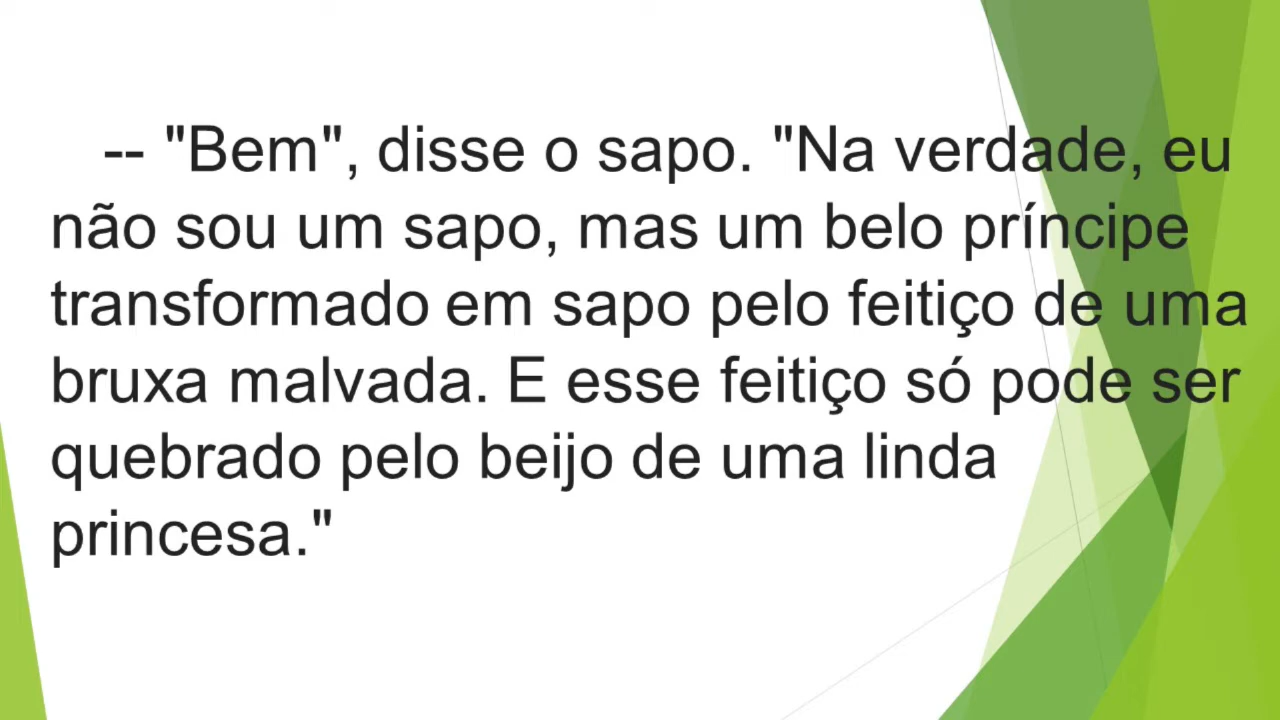 -- "Bem", disse o sapo. "Na verdade, eu
não sou um sapo, mas um belo príncipe
transformado em sapo pelo feitiço de uma
bruxa malvada. E esse feitiço só pode ser
quebrado pelo beijo de uma linda
princesa."